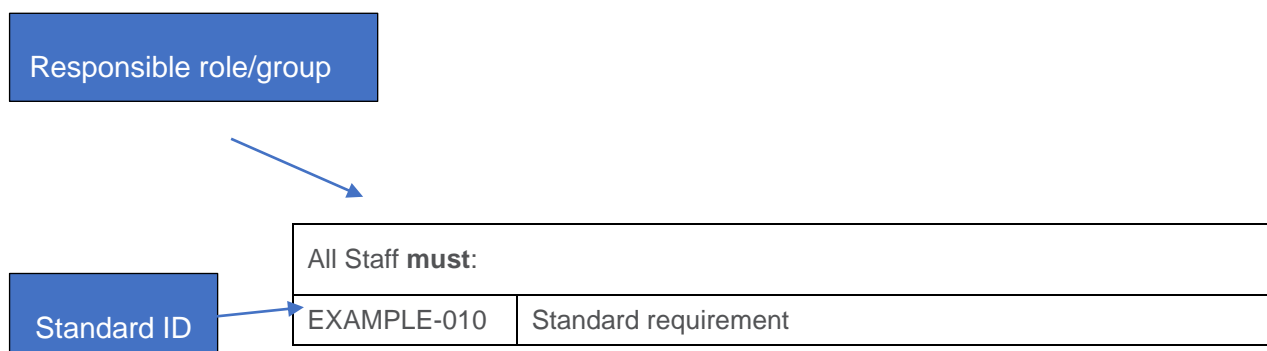 Responsible role/group
All Staff must:
Standard ID
EXAMPLE-010 Standard requirement